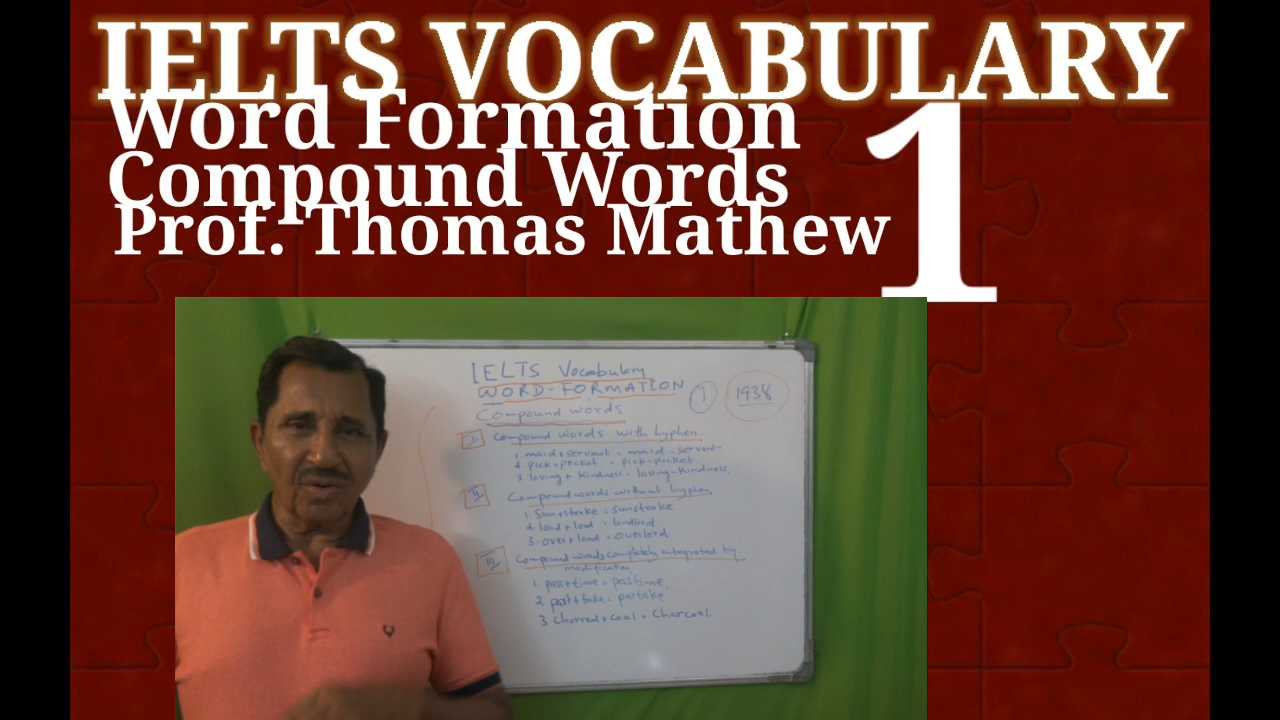 IELTS VOCABULARY
Word Formation
Compound Words
Prof. Thomas Mathew
1
IELTS Vocabulary
WORD-FORMATION
1
1938
Compound words
I. Compound words with hyphen.
1. maid + servant = maid-servant
2. pick + pocket = pick-pocket
3. loving + kindness = loving-kindness.
II Compound words without hyphen
1. Sun + stroke = sunstroke
2. land + lord = landlord
3. over + lord = overlord
III Compound words completely integrated by
modification
1. pass + time = pastime.
2. part + take = partake
3 charred + coal = charcoal